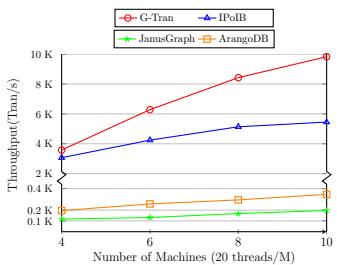 G-Tran IPoIB
JanusGraph ArangoDB
10 K
8 K
6 K
4 K
2 K
0.4 K
0.2 K
0.1 K
Throughput(Tran/s)
4 6 8 10
Number of Machines (20 threads/M)